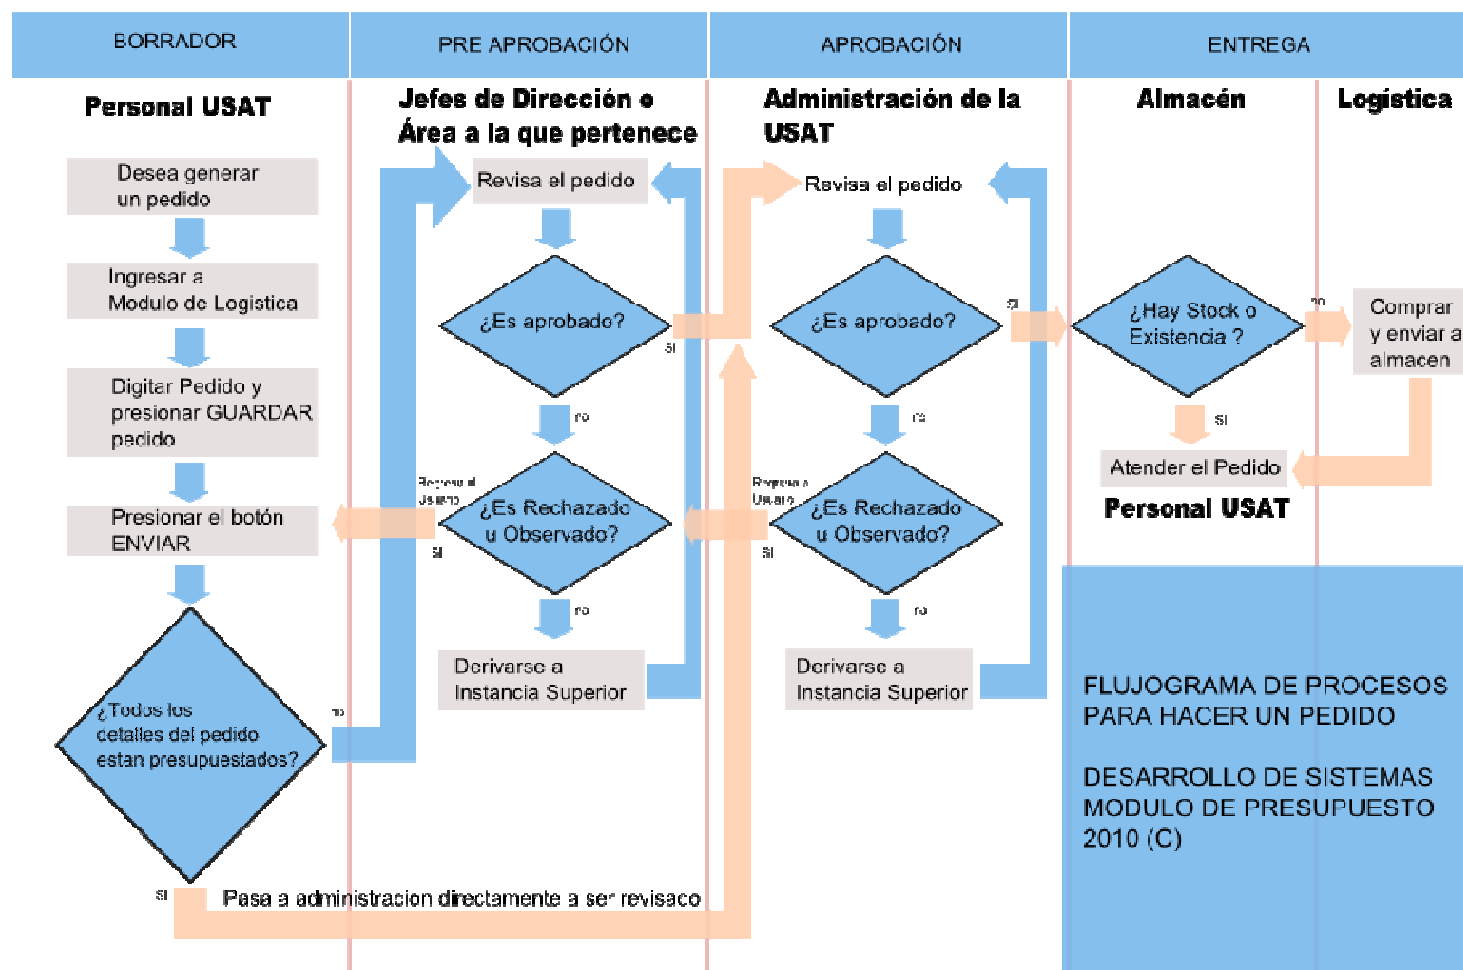 BORRADOR
PRE APROBACIÓN
APROBACIÓN
ENTREGA
Personal USAT
Jefes de Dirección o
Área a la que pertenece
Administración de la
USAT
Almacén
Logística
Desea generar
un pedido
Ingresar a
Modulo de Logistica
Digitar Pedido y
presionar GUARDAR
pedido
Presionar el botón
ENVIAR
¿Todos los
detalles del pedido
estan presupuestados?
no
SI
Pasa a administracion directamente a ser revisado
Revisa el pedido
¿Es aprobado?
SI
no
Regresa al
Usuario
¿Es Rechazado
u Observado?
SI
no
Derivarse a
Instancia Superior
Revisa el pedido
¿Es aprobado?
SI
no
Regresa a
Usuario
¿Es Rechazado
u Observado?
SI
no
Derivarse a
Instancia Superior
¿Hay Stock o
Existencia ?
no
SI
Comprar
y enviar a
almacen
Atender el Pedido
Personal USAT
FLUJOGRAMA DE PROCESOS
PARA HACER UN PEDIDO
DESARROLLO DE SISTEMAS
MODULO DE PRESUPUESTO
2010 (C)